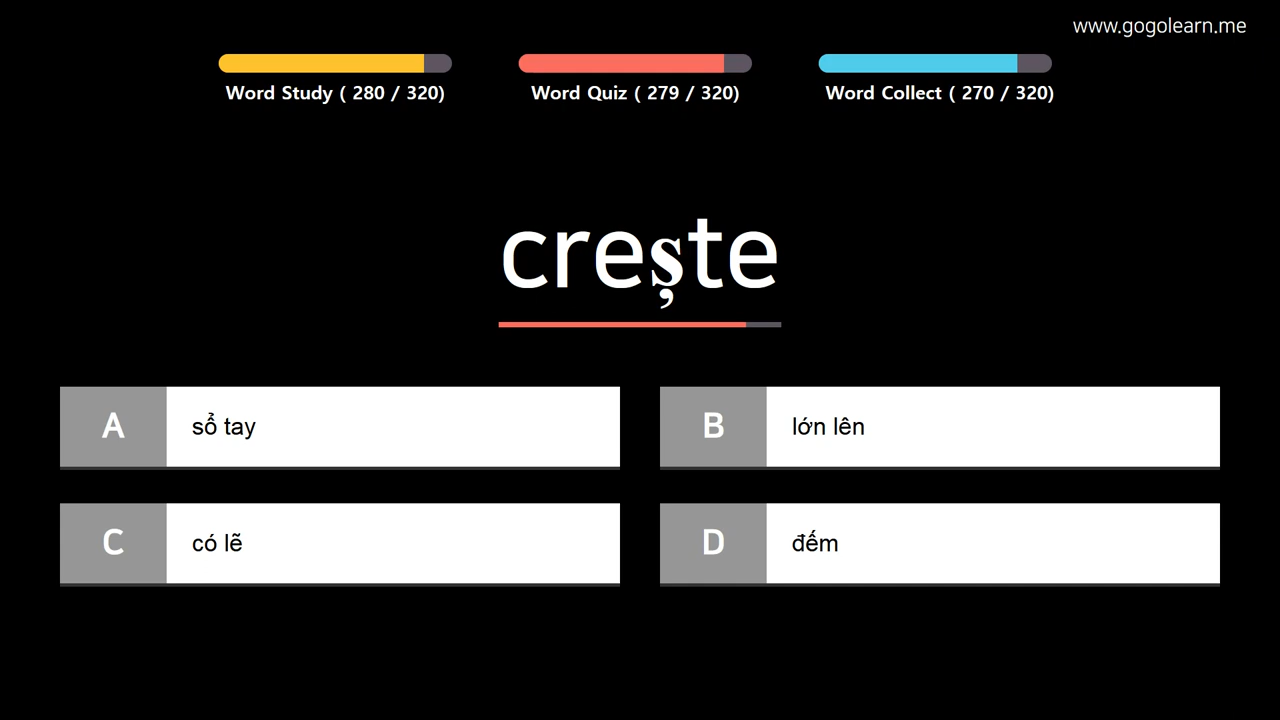 www.gogolearn.me
Word Study ( 280 / 320)
Word Quiz ( 279 / 320)
Word Collect ( 270 / 320)
crește
A sổ tay
B lớn lên
C có lẽ
D đếm